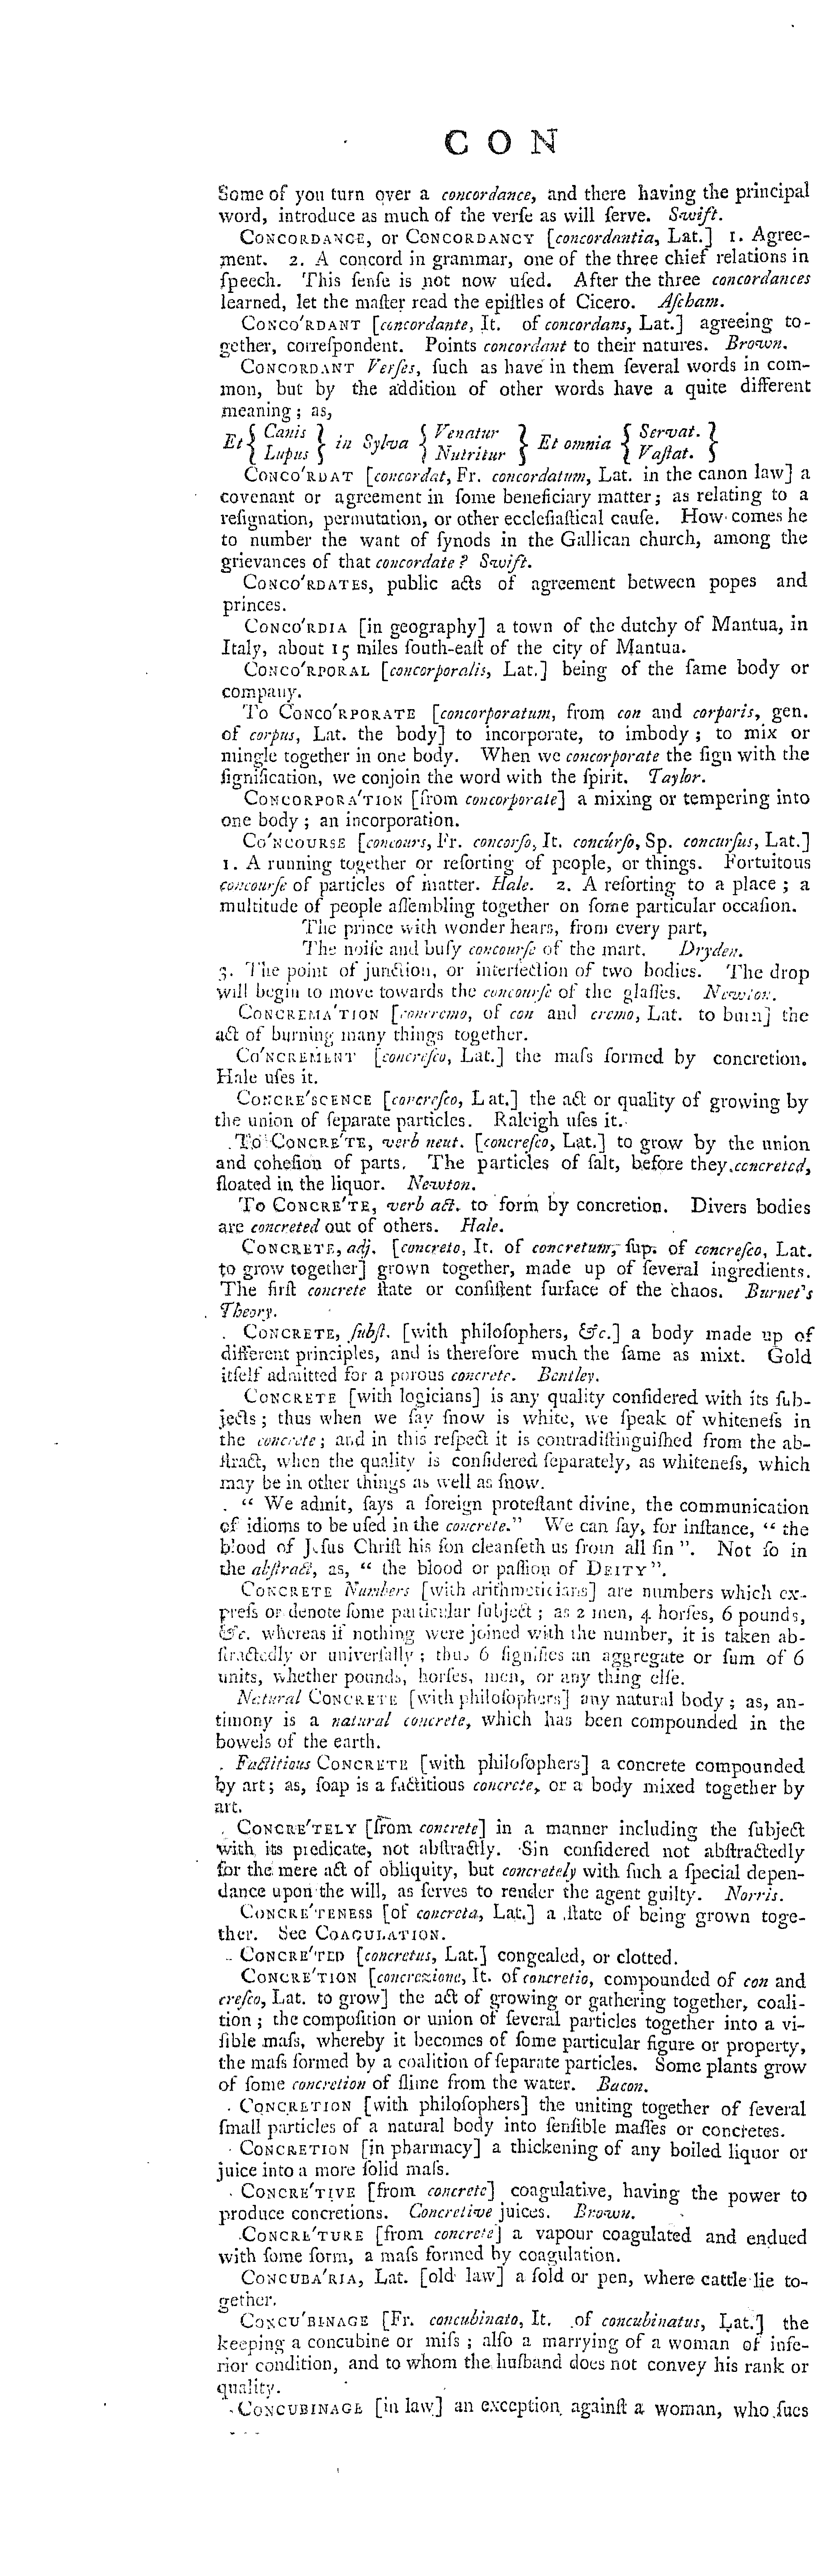 C O N
Some of you turn over a concordance, and there having the principal
word, introduce as much of the verſe as will ſerve. Swift.
CONCORDANCE, or CONCORDANCY [concordantia, Lat.] 1. Agree-
ment. 2. A concord in grammar, one of the three chief relations in
ſpeech. This ſenſe is not now uſed. After the three concordances
learned, let the maſter read the epiſtles of Cicero. Aſcham.
CONCO'RDANT [concordante, It. of concordans, Lat.] agreeing to-
gether, correſpondent. Points concordant to their natures. Brown.
CONCORDANT Verſes, ſuch as have in them ſeveral words in com-
mon, but by the addition of other words have a quite different
meaning; as,
Et { Canis Lupus } in Sylva { Venatur Nutritur } Et omnia { Servat. Vaſtat. }
CONCO'RDAT [concordat, Fr. concordatum, Lat. in the canon law] a
covenant or agreement in ſome beneficiary matter; as relating to a
reſignation, permutation, or other eccleſiaſtical cauſe. How comes he
to number the want of ſynods in the Gallican church, among the
grievances of that concordate? Swift.
CONCO'RDATES, public acts of agreement between popes and
princes.
CONCO'RDIA [in geography] a town of the dutchy of Mantua, in
Italy, about 15 miles ſouth-eaſt of the city of Mantua.
CONCO'RPORAL [concorporalis, Lat.] being of the ſame body or
company.
To CONCO'RPORATE [concorporatum, from con and corporis, gen.
of corpus, Lat. the body] to incorporate, to imbody; to mix or
mingle together in one body. When we concorporate the ſign with the
ſignification, we conjoin the word with the ſpirit. Taylor.
CONCORPORA'TION [from concorporate] a mixing or tempering into
one body; an incorporation.
CO'NCOURSE [concours, Fr. concorſo, It. concúrſo, Sp. concurſus, Lat.]
1. A running together or reſorting of people, or things. Fortuitous
concourſe of particles of matter. Hale. 2. A reſorting to a place; a
multitude of people aſſembling together on ſome particular occaſion.
The prince with wonder hears, from every part,
The noiſe and buſy concourſe of the mart. Dryden.
3. The point of junction, or interſection of two bodies. The drop
will begin to move towards the concourſe of the glaſſes. Newton.
CONCREMA'TION [concremo, of con and cremo, Lat. to burn] the
act of burning many things together.
CO'NCREMENT [concreſco, Lat.] the maſs formed by concretion.
Hale uſes it.
CONCRE'SCENCE [concreſco, Lat.] the act or quality of growing by
the union of ſeparate particles. Raleigh uſes it.
To CONCRE'TE, verb neut. [concreſco, Lat.] to grow by the union
and coheſion of parts. The particles of ſalt, before they concreted,
floated in the liquor. Newton.
To CONCRE'TE, verb act. to form by concretion. Divers bodies
are concreted out of others. Hale.
CONCRETE, adj. [concreto, It. of concretum, ſup. of concreſco, Lat.
to grow together] grown together, made up of ſeveral ingredients.
The firſt concrete ſtate or conſiſtent ſurface of the chaos. Burnet's
Theory.
CONCRETE, ſubſt. [with philoſophers, &c.] a body made up of
different principles, and is therefore much the ſame as mixt. Gold
itſelf admitted for a porous concrete. Bentley.
CONCRETE [with logicians] is any quality conſidered with its ſub-
jects; thus when we ſay ſnow is white, we ſpeak of whiteneſs in
the concrete; and in this reſpect it is contradiſtinguiſhed from the ab-
ſtract, when the quality is conſidered ſeparately, as whiteneſs, which
may be in other things as well as ſnow.
“ We admit, ſays a foreign proteſtant divine, the communication
of idioms to be uſed in the concrete.” We can ſay, for inſtance, “ the
blood of Jeſus Chriſt his ſon cleanſeth us from all ſin ”. Not ſo in
the abſtract, as, “ the blood or paſſion of DEITY ”.
CONCRETE Numbers [with arithmeticians] are numbers which ex-
preſs or denote ſome particular ſubject; as 2 men, 4 horſes, 6 pounds,
&c. whereas if nothing were joined with the number, it is taken ab-
ſtractedly or univerſally; thus 6 ſignifies an aggregate or ſum of 6
units, whether pounds, horſes, men, or any thing elſe.
Natural CONCRETE [with philoſophers] any natural body; as, an-
timony is a natural concrete, which has been compounded in the
bowels of the earth.
Factitious CONCRETE [with philoſophers] a concrete compounded
by art; as, ſoap is a factitious concrete, or a body mixed together by
art.
CONCRE'TELY [from concrete] in a manner including the ſubject
with its predicate, not abſtractly. Sin conſidered not abſtractedly
for the mere act of obliquity, but concretely with ſuch a ſpecial depen-
dance upon the will, as ſerves to render the agent guilty. Norris.
CONCRE'TENESS [of concreta, Lat.] a ſtate of being grown toge-
ther. See COAGULATION.
CONCRE'TED [concretus, Lat.] congealed, or clotted.
CONCRE'TION [concrezione, It. of concretio, compounded of con and
creſco, Lat. to grow] the act of growing or gathering together, coali-
tion; the compoſition or union of ſeveral particles together into a vi-
ſible maſs, whereby it becomes of ſome particular figure or property,
the maſs formed by a coalition of ſeparate particles. Some plants grow
of ſome concretion of ſlime from the water. Bacon.
CONCRETION [with philoſophers] the uniting together of ſeveral
ſmall particles of a natural body into ſenſible maſſes or concretes.
CONCRETION [in pharmacy] a thickening of any boiled liquor or
juice into a more ſolid maſs.
CONCRE'TIVE [from concrete] coagulative, having the power to
produce concretions. Concretive juices. Brown.
CONCRE'TURE [from concrete] a vapour coagulated and endued
with ſome form, a maſs formed by coagulation.
CONCUBA'RIA, Lat. [old law] a fold or pen, where cattle lie to-
gether.
CONCU'BINAGE [Fr. concubinato, It. of concubinatus, Lat.] the
keeping a concubine or miſs; alſo a marrying of a woman of infe-
rior condition, and to whom the huſband does not convey his rank or
quality.
CONCUBINAGE [in law] an exception againſt a woman, who ſues